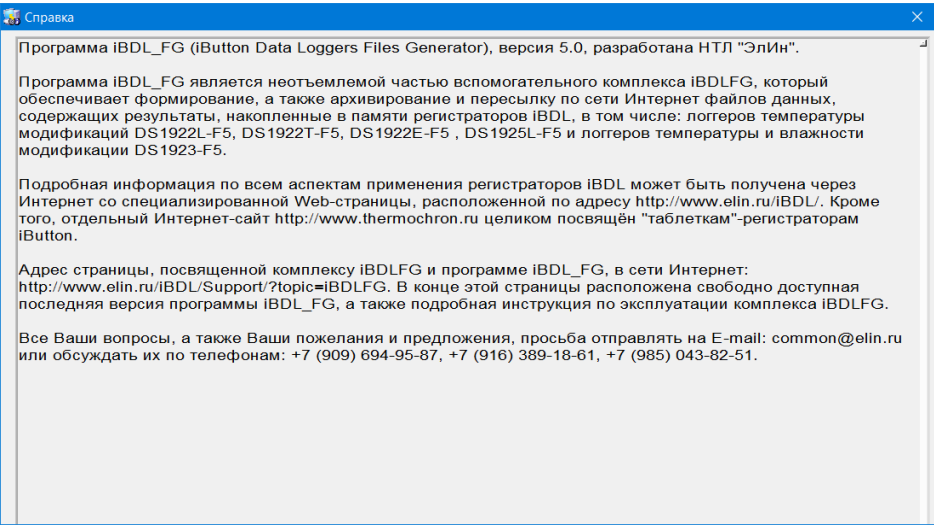 Справка
Программа iBDL_FG (iButton Data Loggers Files Generator), версия 5.0, разработана НТЛ "ЭлИн".
Программа iBDL_FG является неотъемлемой частью вспомогательного комплекса iBDLFG, который
обеспечивает формирование, а также архивирование и пересылку по сети Интернет файлов данных,
содержащих результаты, накопленные в памяти регистраторов iBDL, в том числе: логгеров температуры
модификаций DS1922L-F5, DS1922T-F5, DS1922E-F5 , DS1925L-F5 и логгеров температуры и влажности
модификации DS1923-F5.
Подробная информация по всем аспектам применения регистраторов iBDL может быть получена через
Интернет со специализированной Web-страницы, расположенной по адресу http://www.elin.ru/iBDL/. Кроме
того, отдельный Интернет-сайт http://www.thermochron.ru целиком посвящён "таблеткам"-регистраторам
iButton.
Адрес страницы, посвященной комплексу iBDLFG и программе iBDL_FG, в сети Интернет:
http://www.elin.ru/iBDL/Support/?topic=iBDLFG. В конце этой страницы расположена свободно доступная
последняя версия программы iBDL_FG, а также подробная инструкция по эксплуатации комплекса iBDLFG.
Все Ваши вопросы, а также Ваши пожелания и предложения, просьба отправлять на E-mail: common@elin.ru
или обсуждать их по телефонам: +7 (909) 694-95-87, +7 (916) 389-18-61, +7 (985) 043-82-51.